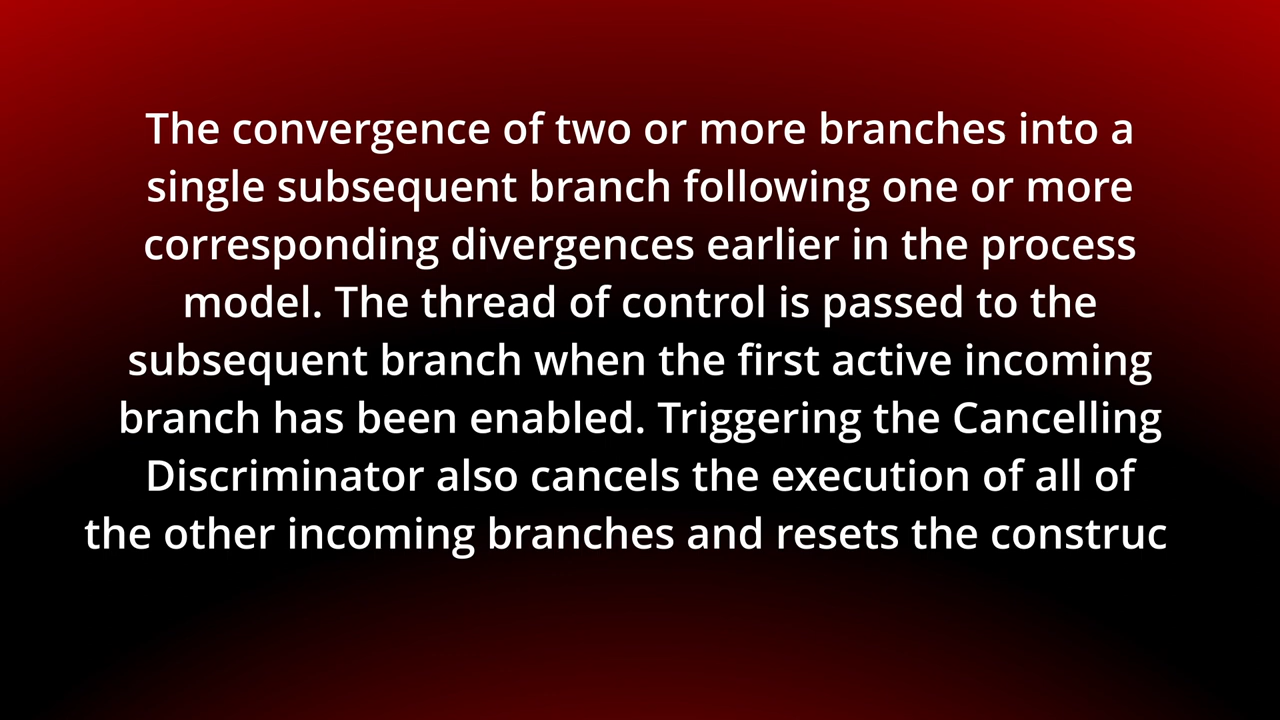 The convergence of two or more branches into a
single subsequent branch following one or more
corresponding divergences earlier in the process
model. The thread of control is passed to the
subsequent branch when the first active incoming
branch has been enabled. Triggering the Cancelling
Discriminator also cancels the execution of all of
the other incoming branches and resets the construc